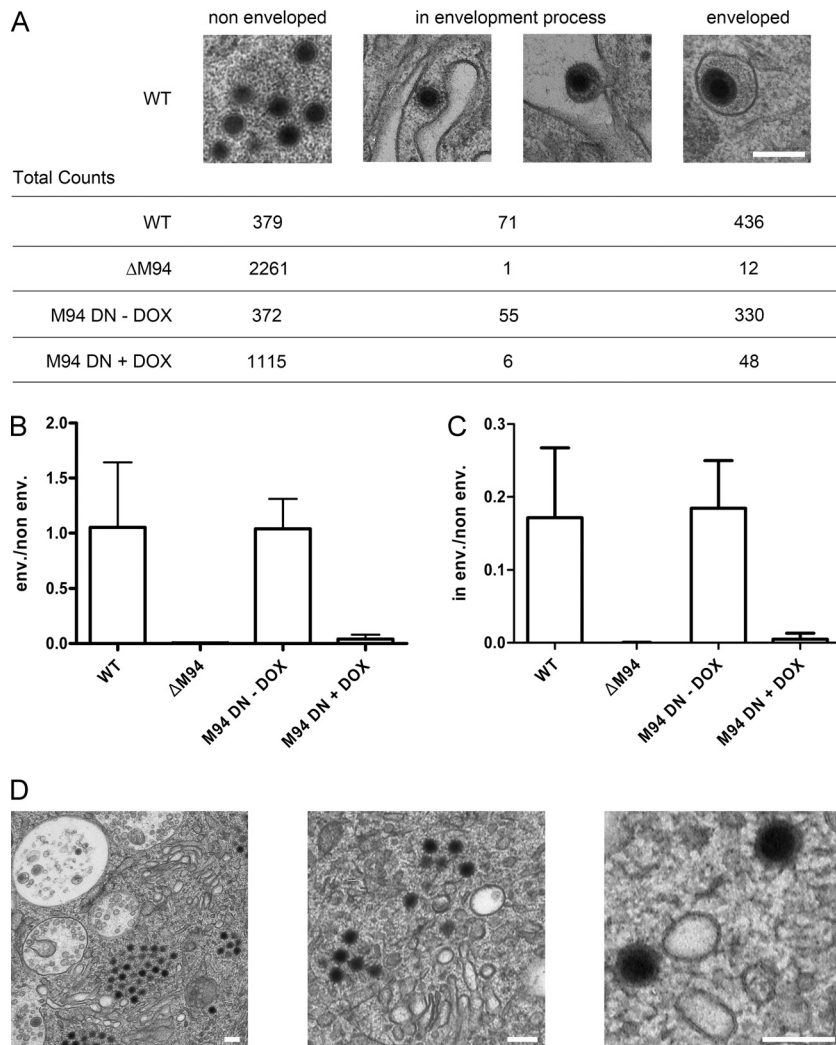 A
non enveloped in envelopment process enveloped
WT
Total Counts
WT 379 71 436
ΔM94 2261 1 12
M94 DN - DOX 372 55 330
M94 DN + DOX 1115 6 48
B
2.0
1.5
1.0
0.5
0.0
env./non env.
WT ΔM94 M94 DN - DOX M94 DN + DOX
C
0.3
0.2
0.1
0.0
in env./non env.
WT ΔM94 M94 DN - DOX M94 DN + DOX
D